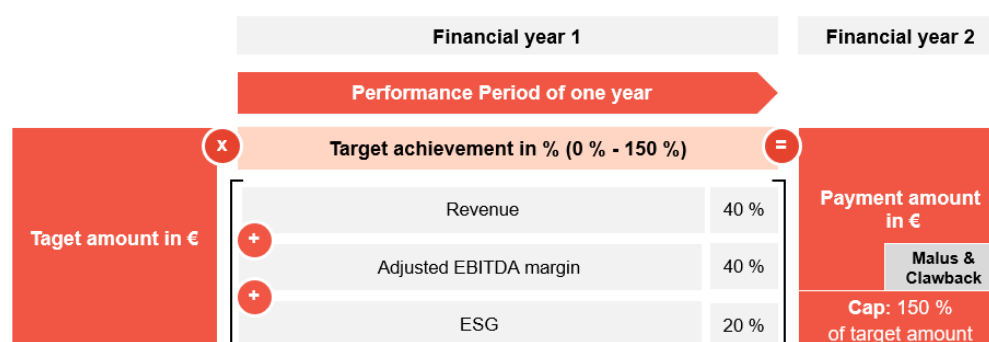 Financial year 1
Financial year 2
Performance Period of one year
x
Target achievement in % (0 % - 150 %)
=
Taget amount in €
Revenue
40 %
+
Adjusted EBITDA margin
40 %
+
ESG
20 %
Payment amount
in €
Malus &
Clawback
Cap: 150 %
of target amount